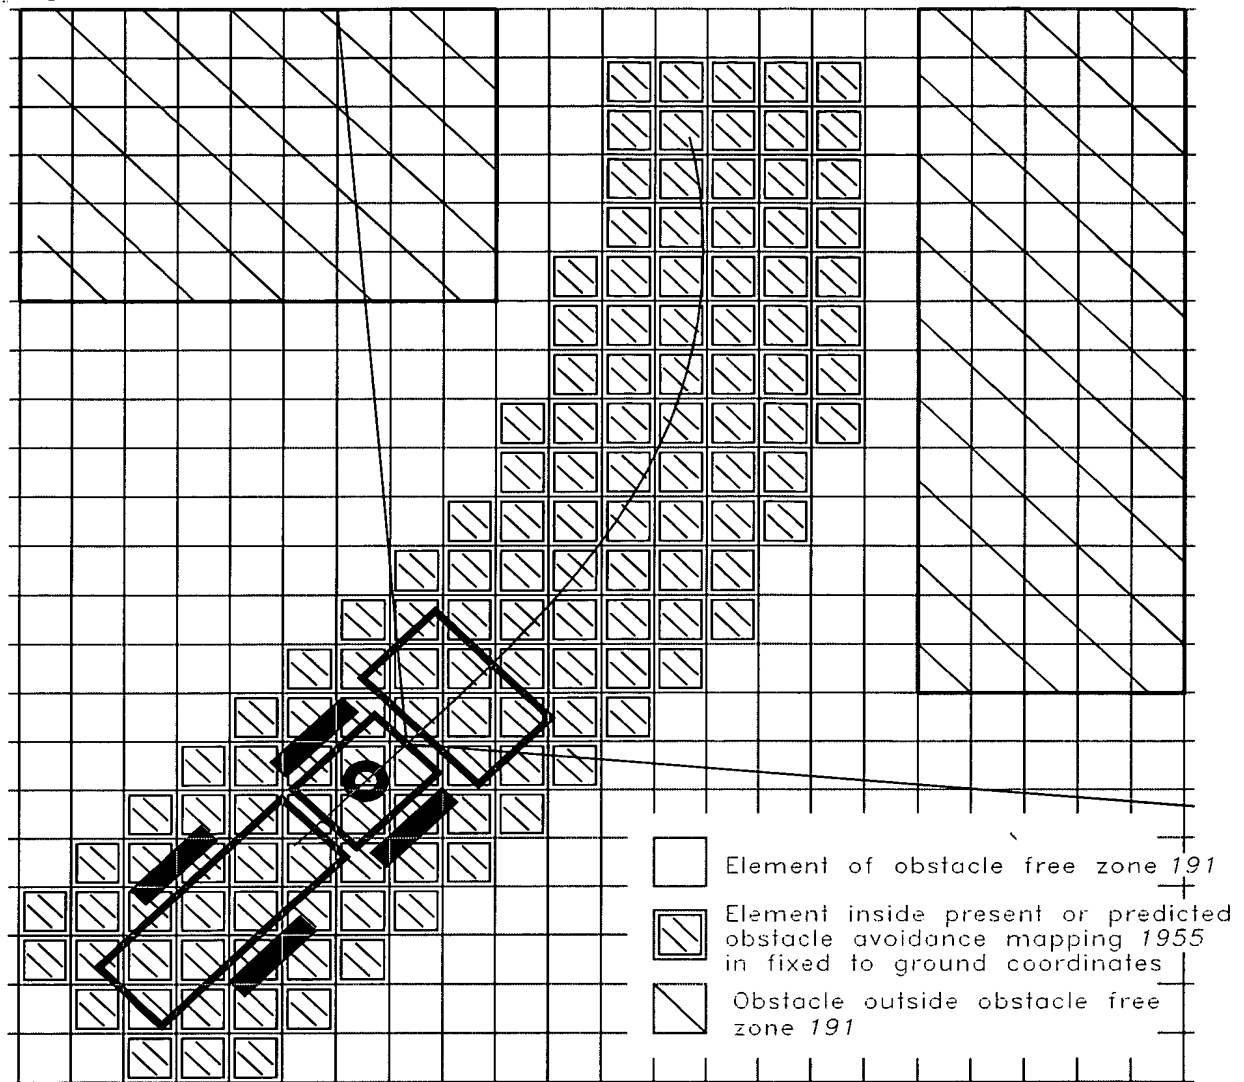 Element of obstacle free zone 191
Element inside present or predicted
obstacle avoidance mapping 1955
in fixed to ground coordinates
Obstacle outside obstacle free
zone 191